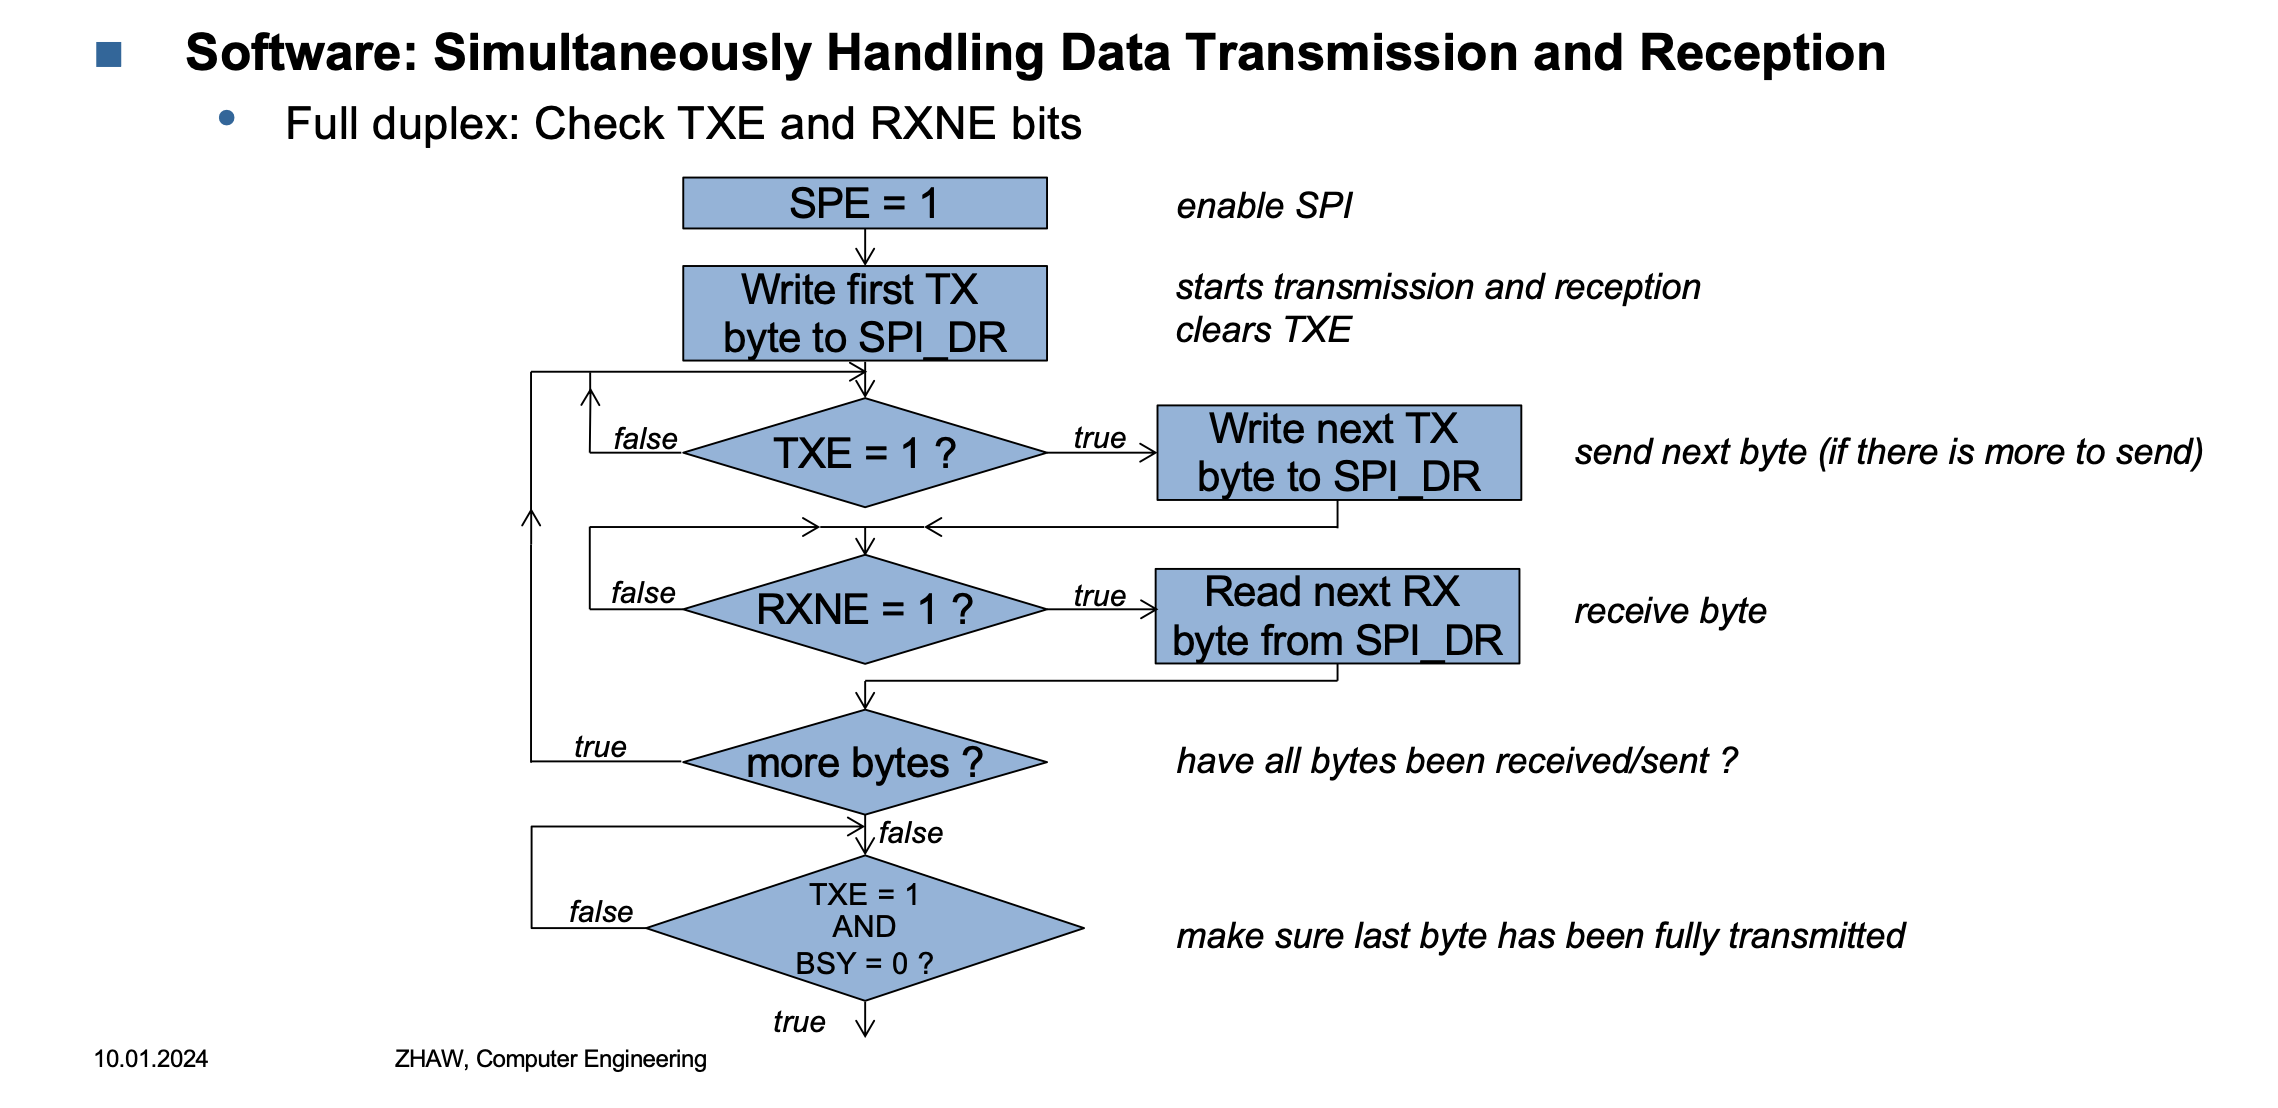 Software: Simultaneously Handling Data Transmission and Reception
Full duplex: Check TXE and RXNE bits
SPE = 1
enable SPI
Write first TX
byte to SPI_DR
starts transmission and reception
clears TXE
false
TXE = 1 ?
true
Write next TX
byte to SPI_DR
send next byte (if there is more to send)
false
RXNE = 1 ?
true
Read next RX
byte from SPI_DR
receive byte
true
more bytes ?
have all bytes been received/sent ?
false
false
TXE = 1
AND
BSY = 0 ?
make sure last byte has been fully transmitted
true
10.01.2024
ZHAW, Computer Engineering